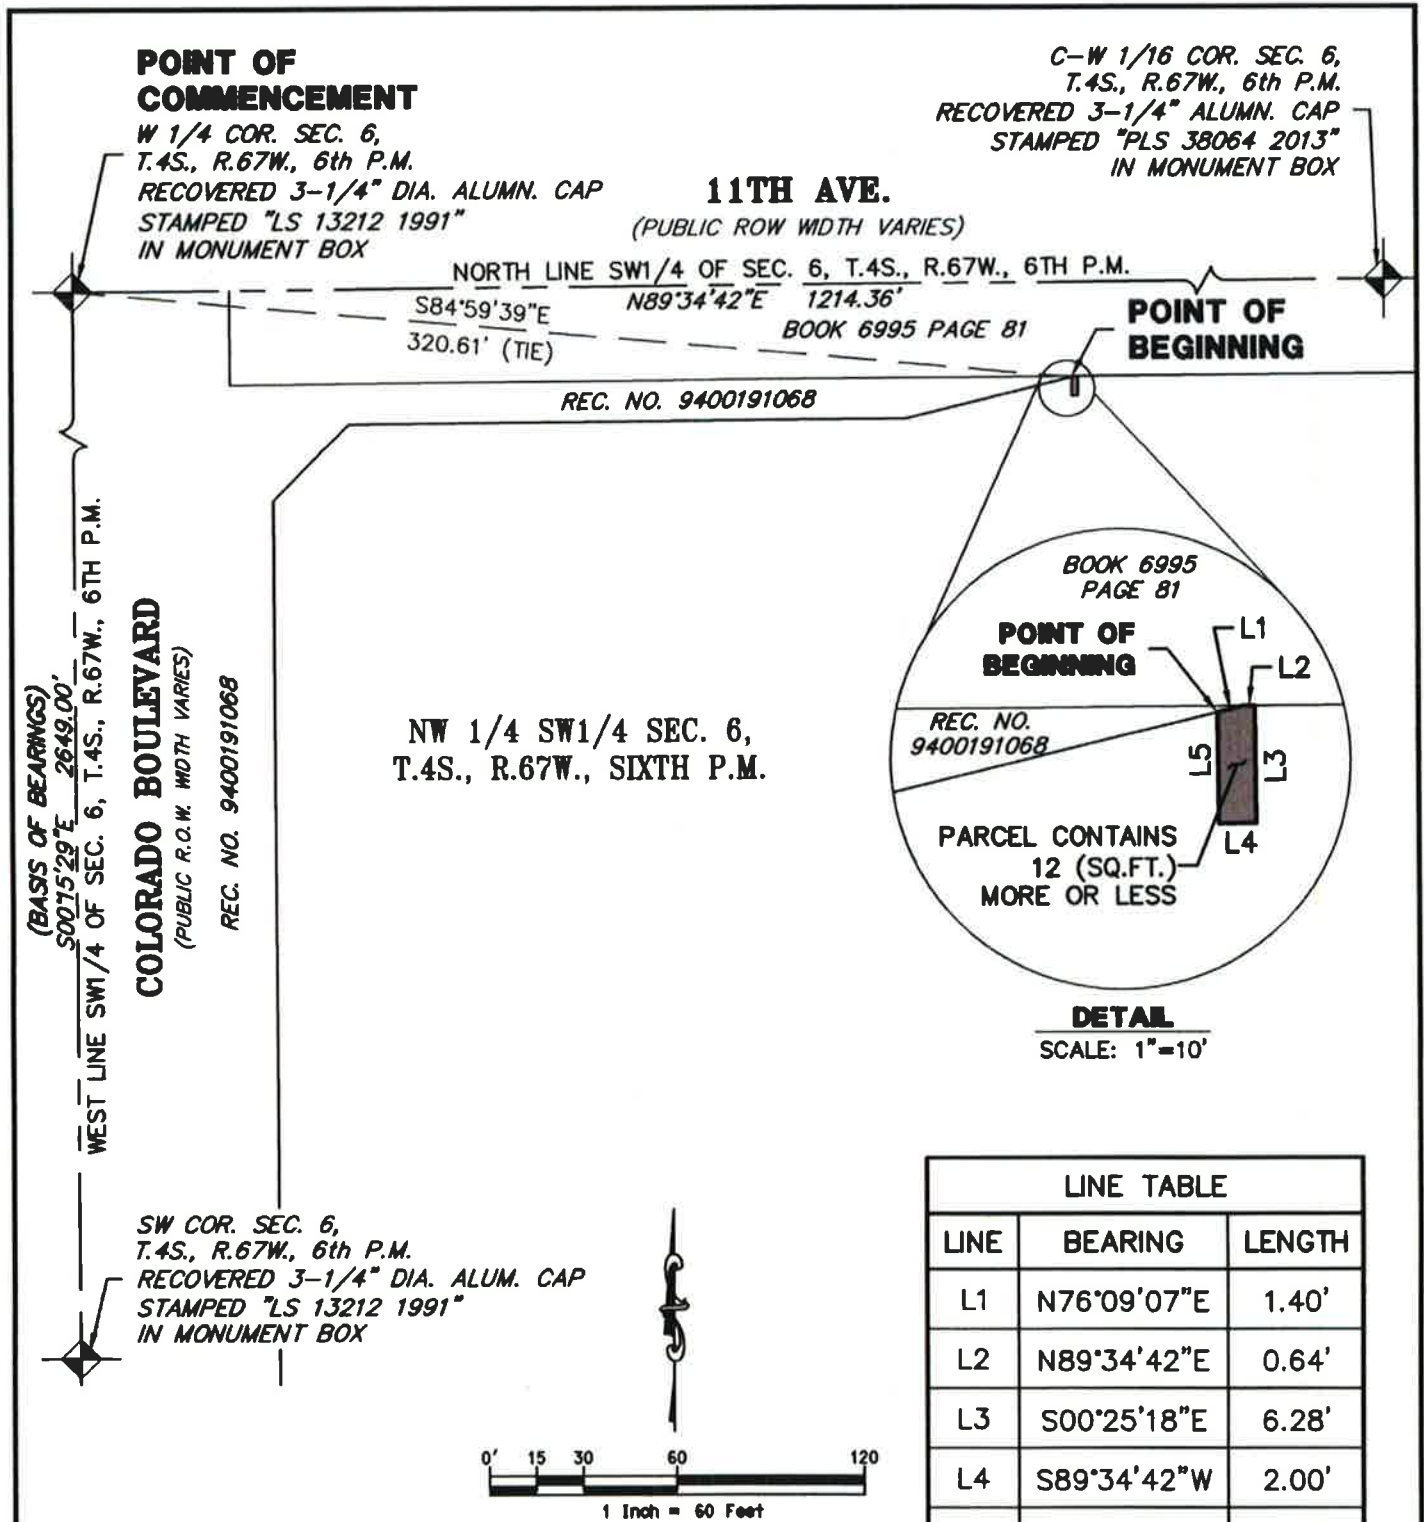 POINT OF
COMMENCEMENT
W 1/4 COR. SEC. 6,
T.4S., R.67W., 6th P.M.
RECOVERED 3-1/4" DIA. ALUMN. CAP
STAMPED "LS 13212 1991"
IN MONUMENT BOX
C-W 1/16 COR. SEC. 6,
T.4S., R.67W., 6th P.M.
RECOVERED 3-1/4" ALUMN. CAP
STAMPED "PLS 38064 2013"
IN MONUMENT BOX
11TH AVE.
(PUBLIC ROW WIDTH VARIES)
NORTH LINE SW1/4 OF SEC. 6, T.4S., R.67W., 6TH P.M.
N89°34'42"E 1214.36'
S84°59'39"E
320.61' (TIE)
BOOK 6995 PAGE 81
POINT OF
BEGINNING
REC. NO. 9400191068
(BASIS OF BEARINGS)
S00°15'29"E 2649.00'
WEST LINE SW1/4 OF SEC. 6, T.4S., R.67W., 6TH P.M.
COLORADO BOULEVARD
(PUBLIC R.O.W. WIDTH VARIES)
REC. NO. 9400191068
NW 1/4 SW1/4 SEC. 6,
T.4S., R.67W., SIXTH P.M.
BOOK 6995
PAGE 81
POINT OF
BEGINNING
L1
L2
REC. NO.
9400191068
L5
L3
L4
PARCEL CONTAINS
12 (SQ.FT.)
MORE OR LESS
DETAIL
SCALE: 1"=10'
SW COR. SEC. 6,
T.4S., R.67W., 6th P.M.
RECOVERED 3-1/4" DIA. ALUM. CAP
STAMPED "LS 13212 1991"
IN MONUMENT BOX
0' 15 30 60 120
1 Inch = 60 Feet
LINE TABLE
LINE BEARING LENGTH
L1 N76°09'07"E 1.40'
L2 N89°34'42"E 0.64'
L3 S00°25'18"E 6.28'
L4 S89°34'42"W 2.00'